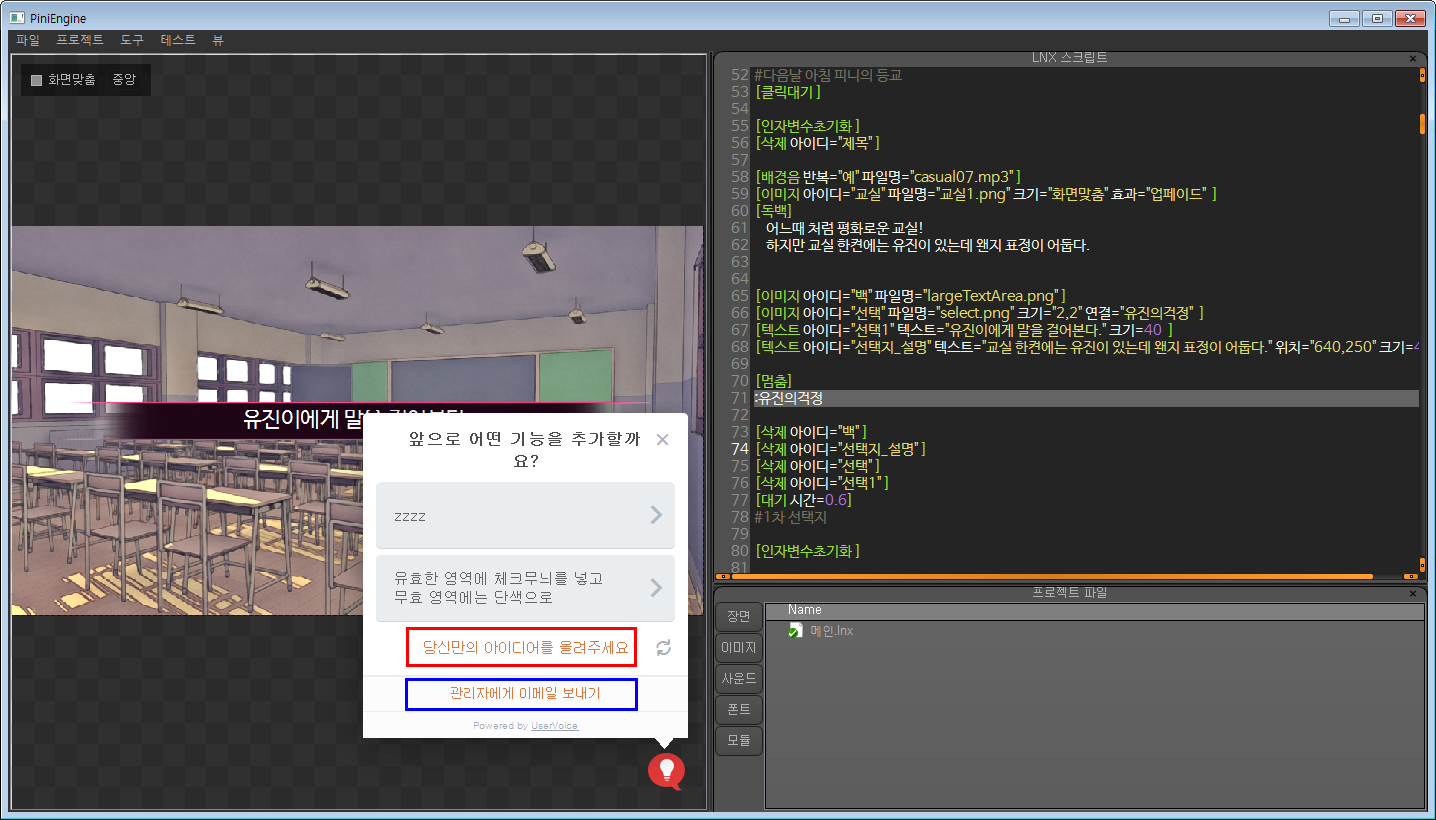 PiniEngine
파일 프로젝트 도구 테스트 뷰
화면맞춤 중앙
유진이에게 말
앞으로 어떤 기능을 추가할까
요?
zzzz
유효한 영역에 체크무늬를 넣고
무효 영역에는 단색으로
당신만의 아이디어를 올려주세요
관리자에게 이메일 보내기
Powered by UserVoice
LNX 스크립트
52 #다음날 아침 피니의 등교
53 [클릭대기]
54
55 [인자변수초기화]
56 [삭제 아이디="제목"]
57
58 [배경음 반복="예" 파일명="casual07.mp3"]
59 [이미지 아이디="교실" 파일명="교실1.png" 크기="화면맞춤" 효과="업페이드" ]
60 [독백]
61 어느때 처럼 평화로운 교실!
62 하지만 교실 한켠에는 유진이 있는데 왠지 표정이 어둡다.
63
64
65 [이미지 아이디="백" 파일명="largeTextArea.png"]
66 [이미지 아이디="선택" 파일명="select.png" 크기="2,2" 연결="유진의걱정" ]
67 [텍스트 아이디="선택1" 텍스트="유진이에게 말을 걸어본다." 크기=40 ]
68 [텍스트 아이디="선택지_설명" 텍스트="교실 한켠에는 유진이 있는데 왠지 표정이 어둡다." 위치="640,250" 크기=4
69
70 [멈춤]
71 :유진의걱정
72
73 [삭제 아이디="백"]
74 [삭제 아이디="선택지_설명"]
75 [삭제 아이디="선택"]
76 [삭제 아이디="선택1"]
77 [대기 시간=0.6]
78 #1차 선택지
79
80 [인자변수초기화]
81
프로젝트 파일
장면
이미지
사운드
폰트
모듈
Name
메인.lnx